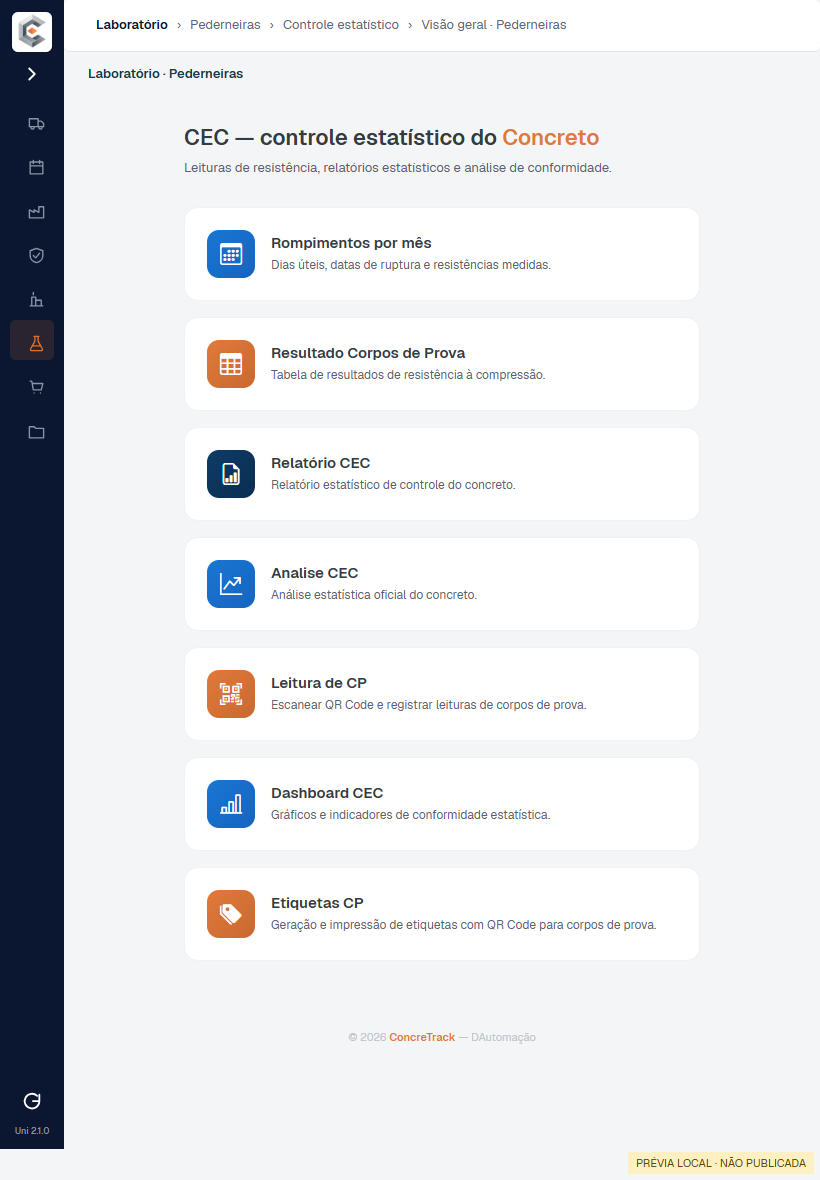 Laboratório › Pederneiras › Controle estatístico › Visão geral · Pederneiras
Laboratório · Pederneiras
CEC — controle estatístico do Concreto
Leituras de resistência, relatórios estatísticos e análise de conformidade.
Rompimentos por mês
Dias úteis, datas de ruptura e resistências medidas.
Resultado Corpos de Prova
Tabela de resultados de resistência à compressão.
Relatório CEC
Relatório estatístico de controle do concreto.
Analise CEC
Análise estatística oficial do concreto.
Leitura de CP
Escanear QR Code e registrar leituras de corpos de prova.
Dashboard CEC
Gráficos e indicadores de conformidade estatística.
Etiquetas CP
Geração e impressão de etiquetas com QR Code para corpos de prova.
© 2026 ConcreTrack — DAutomação
Uni 2.1.0
PRÉVIA LOCAL · NÃO PUBLICADA